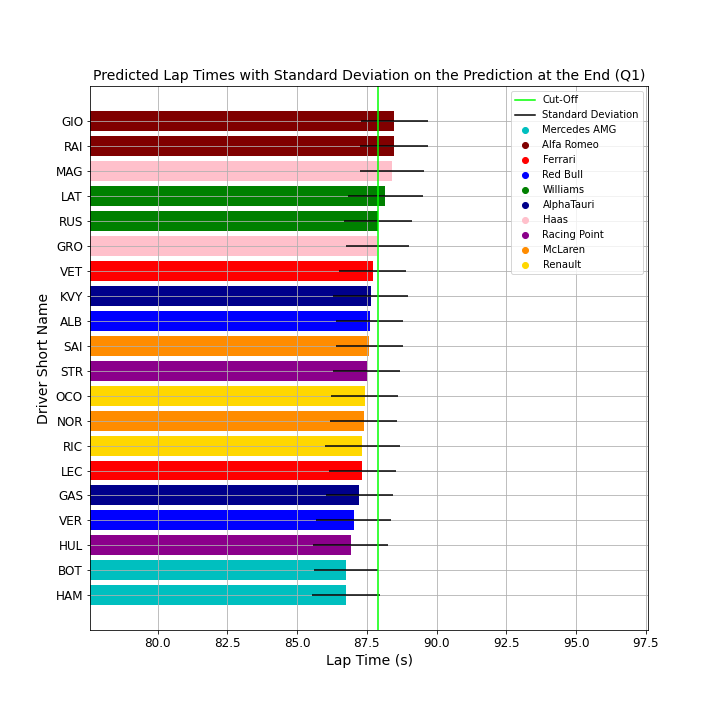 Predicted Lap Times with Standard Deviation on the Prediction at the End (Q1)
Cut-Off
Standard Deviation
Mercedes AMG
Alfa Romeo
Ferrari
Red Bull
Williams
AlphaTauri
Haas
Racing Point
McLaren
Renault
Driver Short Name
GIO
RAI
MAG
LAT
RUS
GRO
VET
KVY
ALB
SAI
STR
OCO
NOR
RIC
LEC
GAS
VER
HUL
BOT
HAM
80.0 82.5 85.0 87.5 90.0 92.5 95.0 97.5
Lap Time (s)